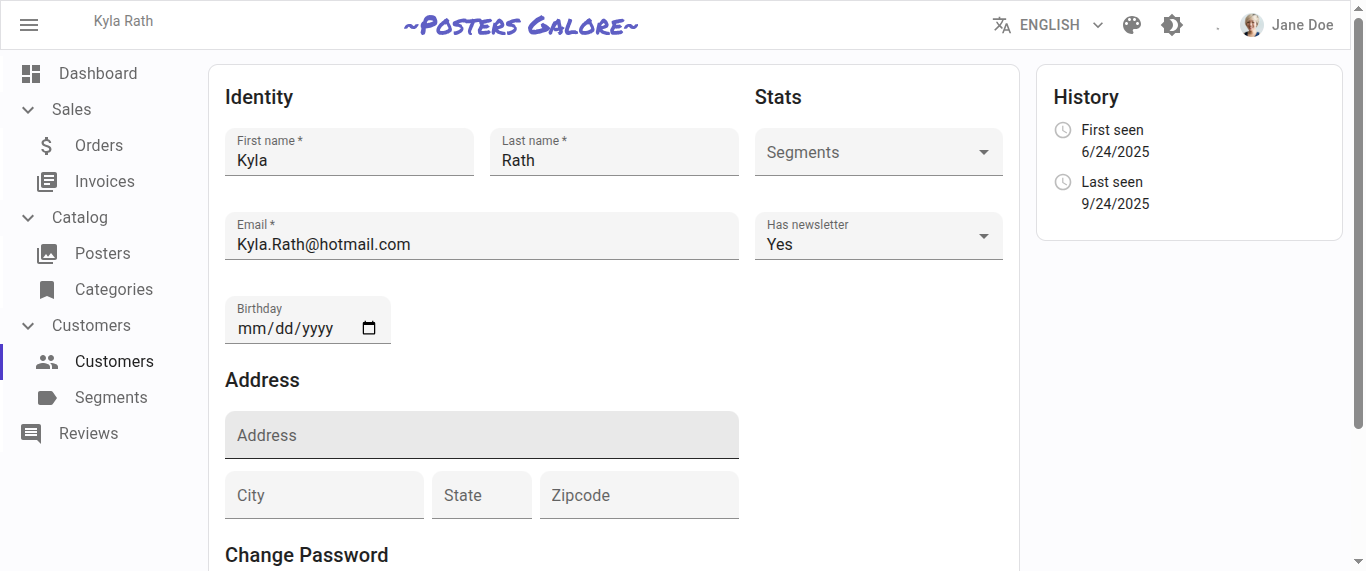 Kyla Rath
~Posters Galore~
ENGLISH
Jane Doe
Dashboard
Sales
Orders
Invoices
Catalog
Posters
Categories
Customers
Customers
Segments
Reviews
Identity
First name *
Kyla
Last name *
Rath
Email *
Kyla.Rath@hotmail.com
Birthday
mm/dd/yyyy
Address
Address
City
State
Zipcode
Change Password
Stats
Segments
Has newsletter
Yes
History
First seen
6/24/2025
Last seen
9/24/2025